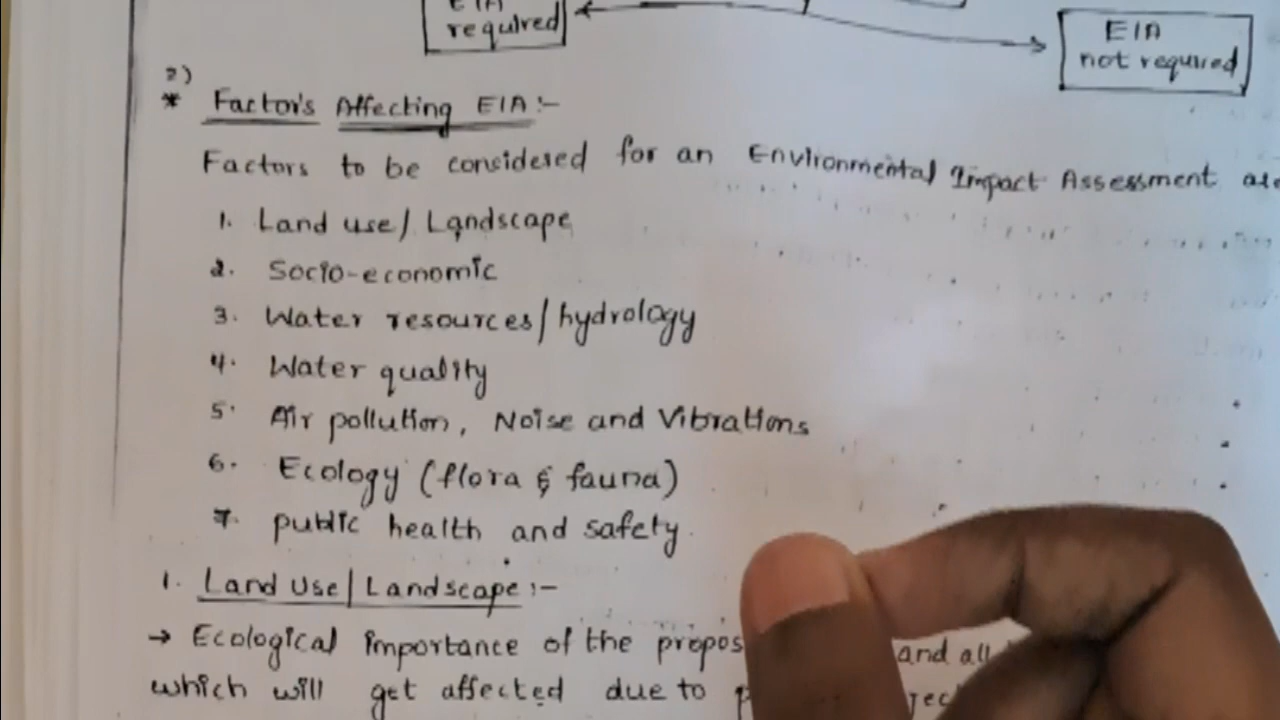 EIA
required
EIA
not required
2)
* Factor's Affecting EIA :-
Factors to be considered for an Environmental Impact Assessment are
1. Land use / Landscape
2. Socio-economic
3. Water resources / hydrology
4. Water quality
5. Air pollution, Noise and Vibrations
6. Ecology (flora & fauna)
7. public health and safety.
1. Land Use / Landscape :-
→ Ecological importance of the and all
which will get affected due to